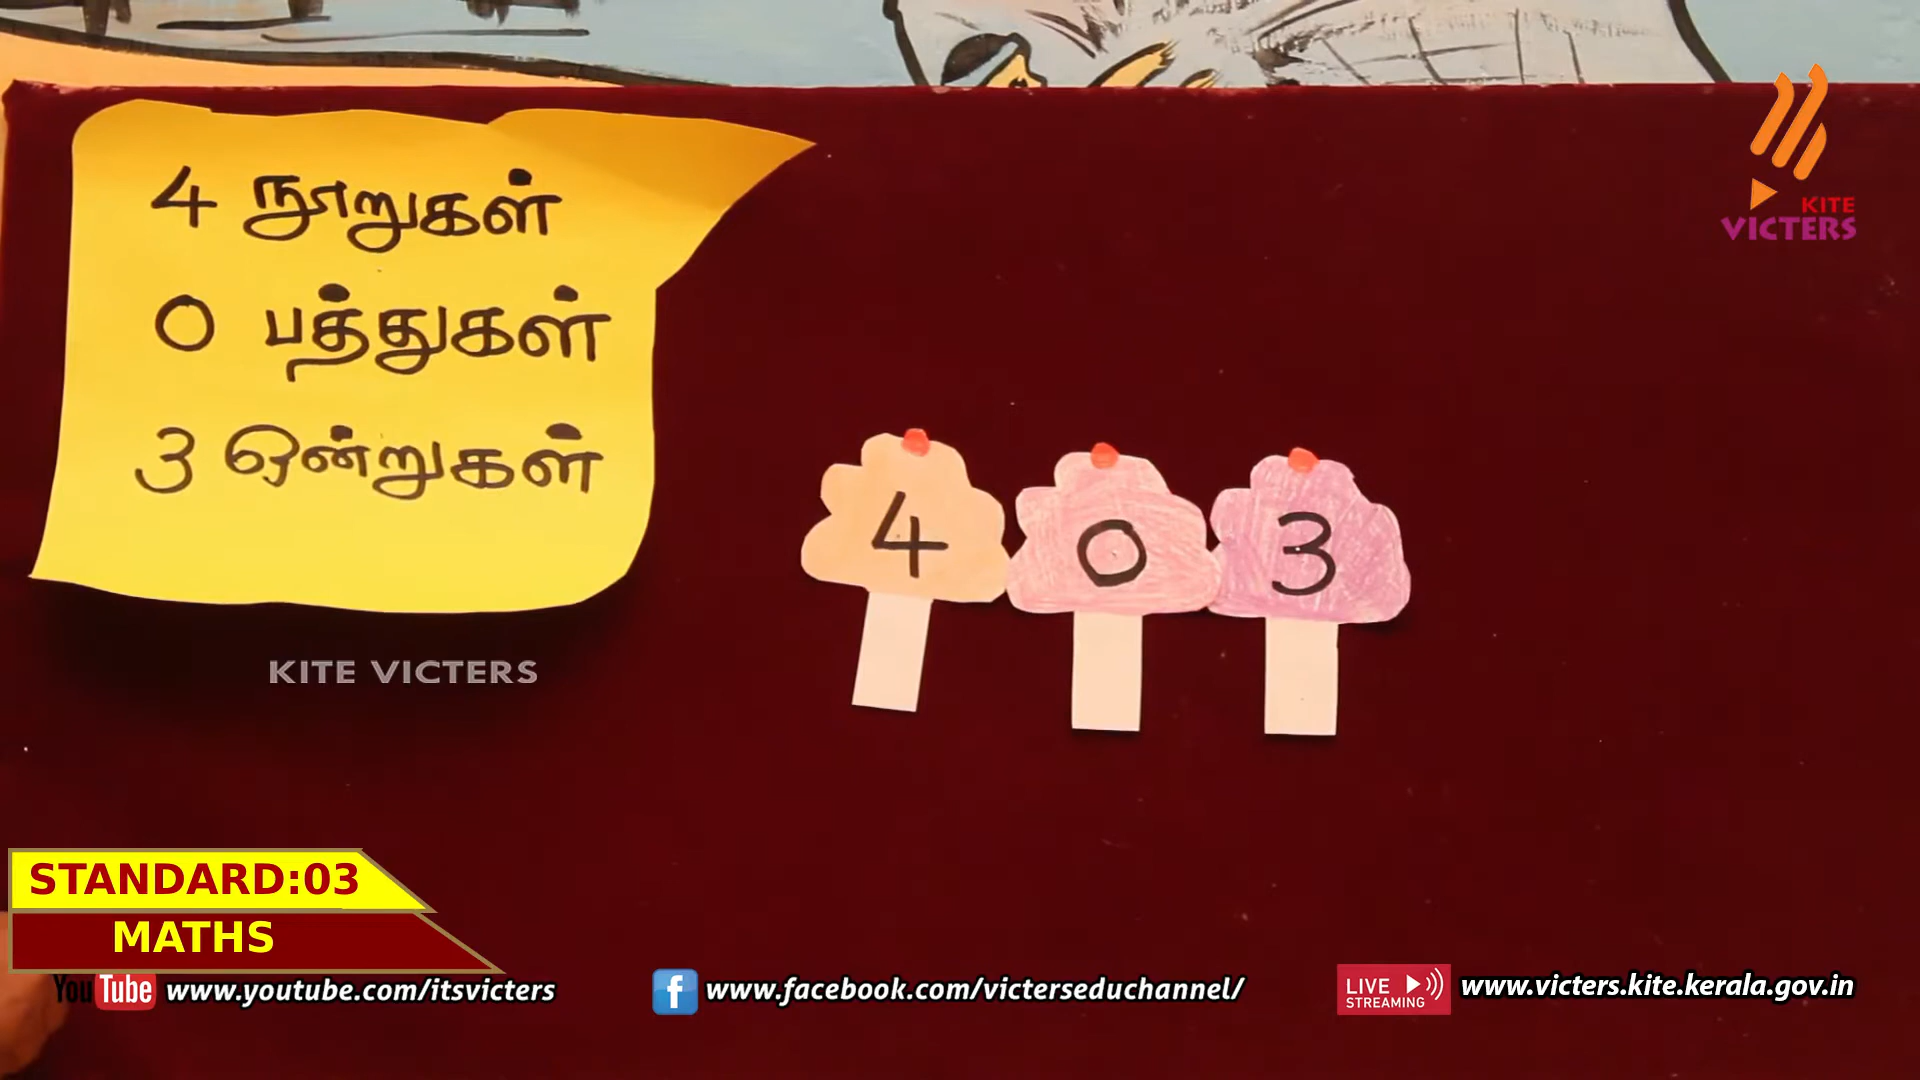 4 நூறுகள்
0 பத்துகள்
3 ஒன்றுகள்
4 0 3
KITE
VICTERS
KITE VICTERS
STANDARD:03
MATHS
YouTube www.youtube.com/itsvicters
f www.facebook.com/victerseduchannel/
LIVE STREAMING www.victers.kite.kerala.gov.in